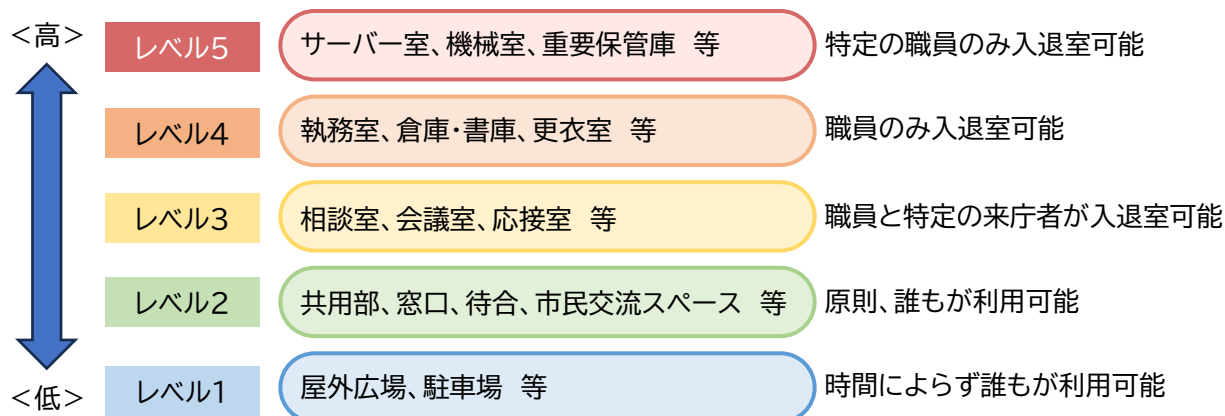 <高>
レベル5 サーバー室、機械室、重要保管庫 等 特定の職員のみ入退室可能
レベル4 執務室、倉庫・書庫、更衣室 等 職員のみ入退室可能
レベル3 相談室、会議室、応接室 等 職員と特定の来庁者が入退室可能
レベル2 共用部、窓口、待合、市民交流スペース 等 原則、誰もが利用可能
レベル1 屋外広場、駐車場 等 時間によらず誰もが利用可能
<低>